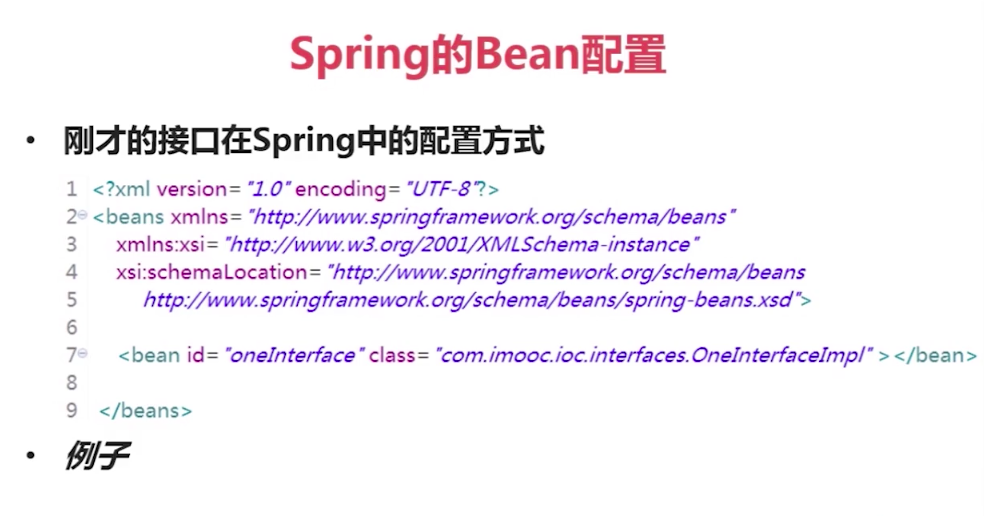 Spring的Bean配置
• 刚才的接口在Spring中的配置方式
1 <?xml version="1.0" encoding="UTF-8"?>
2 <beans xmlns="http://www.springframework.org/schema/beans"
3 xmlns:xsi="http://www.w3.org/2001/XMLSchema-instance"
4 xsi:schemaLocation="http://www.springframework.org/schema/beans
5 http://www.springframework.org/schema/beans/spring-beans.xsd">
6
7 <bean id="oneInterface" class="com.imooc.ioc.interfaces.OneInterfaceImpl" ></bean>
8
9 </beans>
• 例子